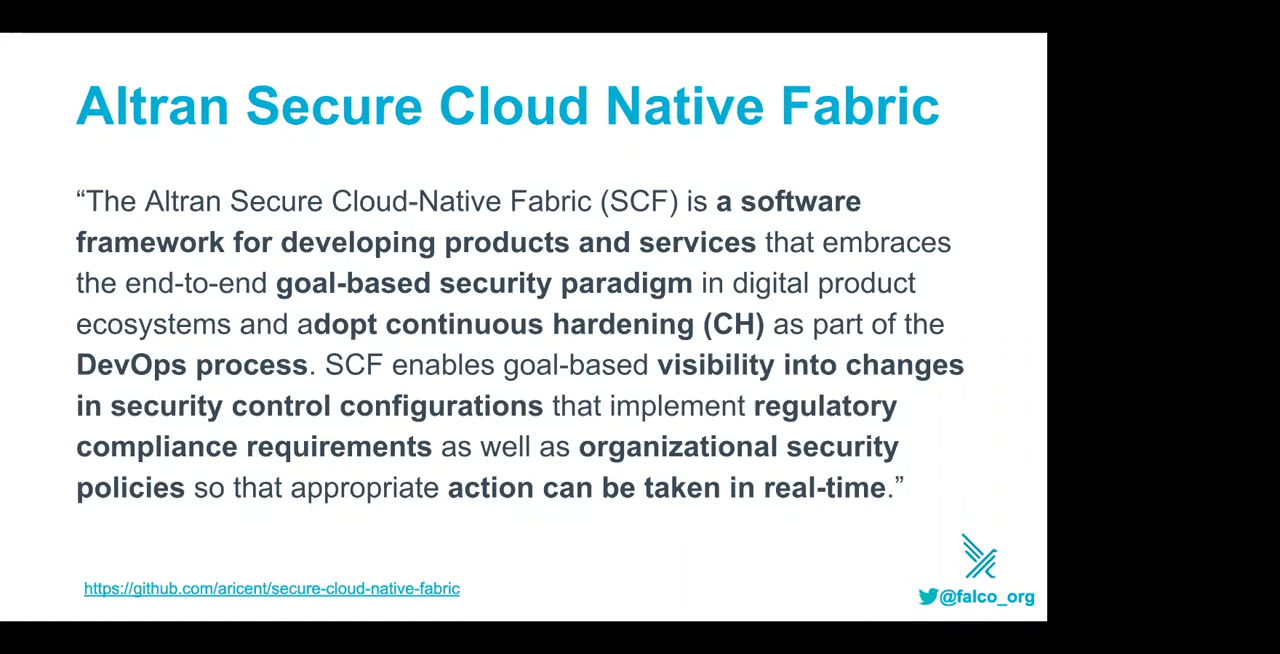 Altran Secure Cloud Native Fabric
“The Altran Secure Cloud-Native Fabric (SCF) is a software
framework for developing products and services that embraces
the end-to-end goal-based security paradigm in digital product
ecosystems and adopt continuous hardening (CH) as part of the
DevOps process. SCF enables goal-based visibility into changes
in security control configurations that implement regulatory
compliance requirements as well as organizational security
policies so that appropriate action can be taken in real-time.”
https://github.com/aricent/secure-cloud-native-fabric
@falco_org